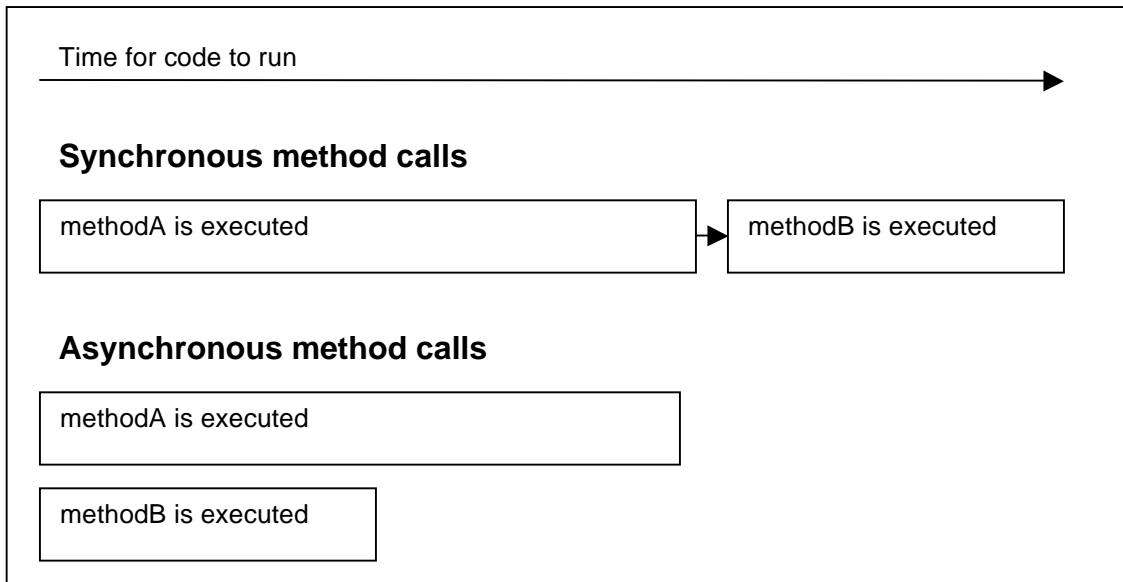 Time for code to run
Synchronous method calls
methodA is executed
methodB is executed
Asynchronous method calls
methodA is executed
methodB is executed